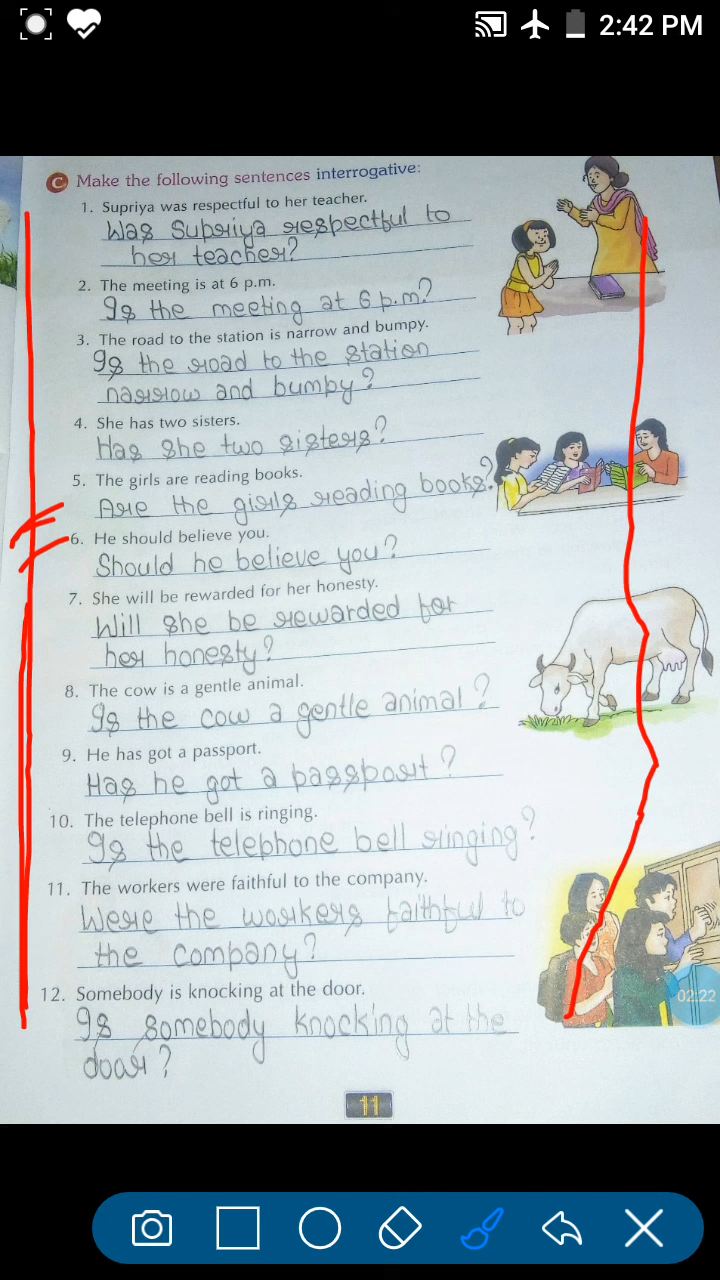 2:42 PM
C Make the following sentences interrogative:
1. Supriya was respectful to her teacher.
Was Supriya respectful to
her teacher?
2. The meeting is at 6 p.m.
Is the meeting at 6 p.m?
3. The road to the station is narrow and bumpy.
Is the road to the station
narrow and bumpy?
4. She has two sisters.
Has she two sisters?
5. The girls are reading books.
Are the girls reading books?
6. He should believe you.
Should he believe you?
7. She will be rewarded for her honesty.
Will she be rewarded for
her honesty?
8. The cow is a gentle animal.
Is the cow a gentle animal?
9. He has got a passport.
Has he got a passport?
10. The telephone bell is ringing.
Is the telephone bell ringing?
11. The workers were faithful to the company.
Were the workers faithful to
the company?
02:22
12. Somebody is knocking at the door.
Is somebody knocking at the
door?
11